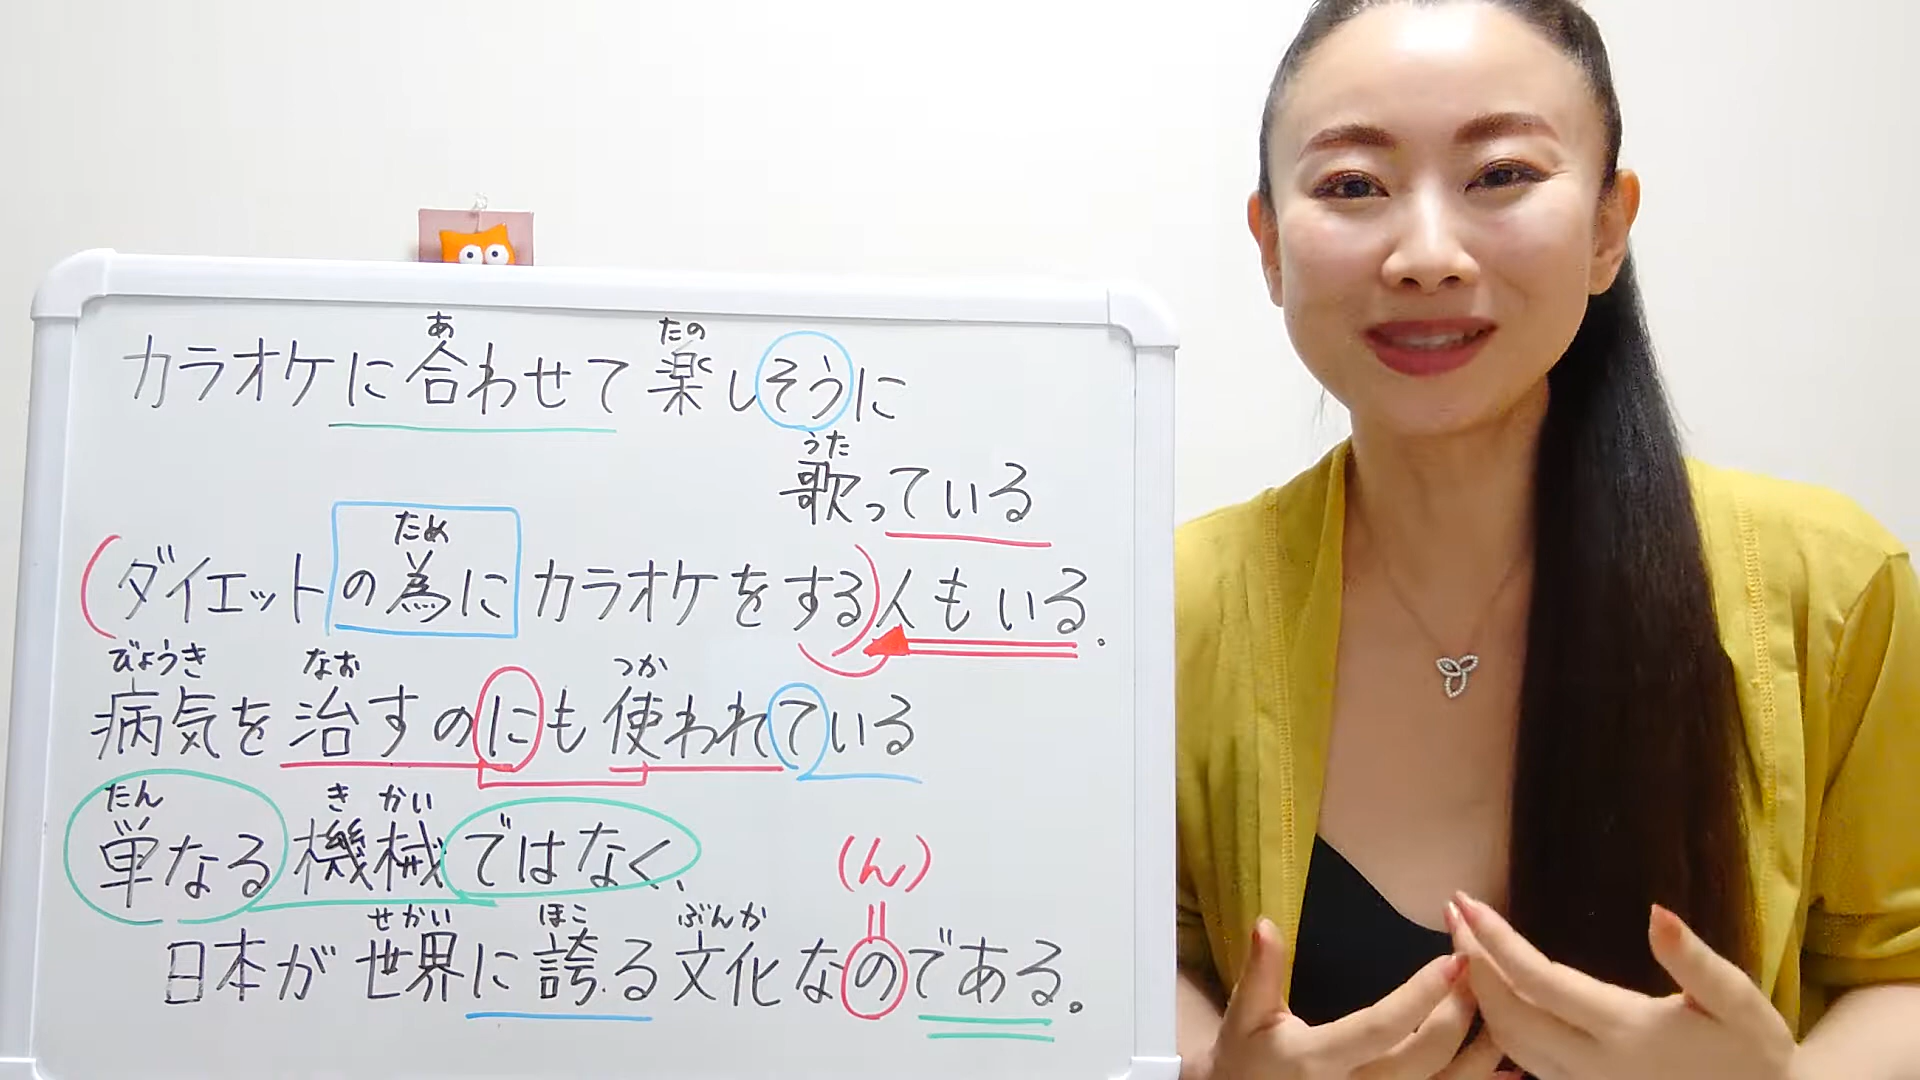 あ たの
カラオケに合わせて楽しそうに
うた
歌っている
ため
(ダイエットの為にカラオケをする)人もいる。
びょうき なお つか
病気を治すのにも使われている
たん き かい
単なる機械ではなく、
(ん)
せかい ほこ ぶんか
日本が世界に誇る文化なのである。